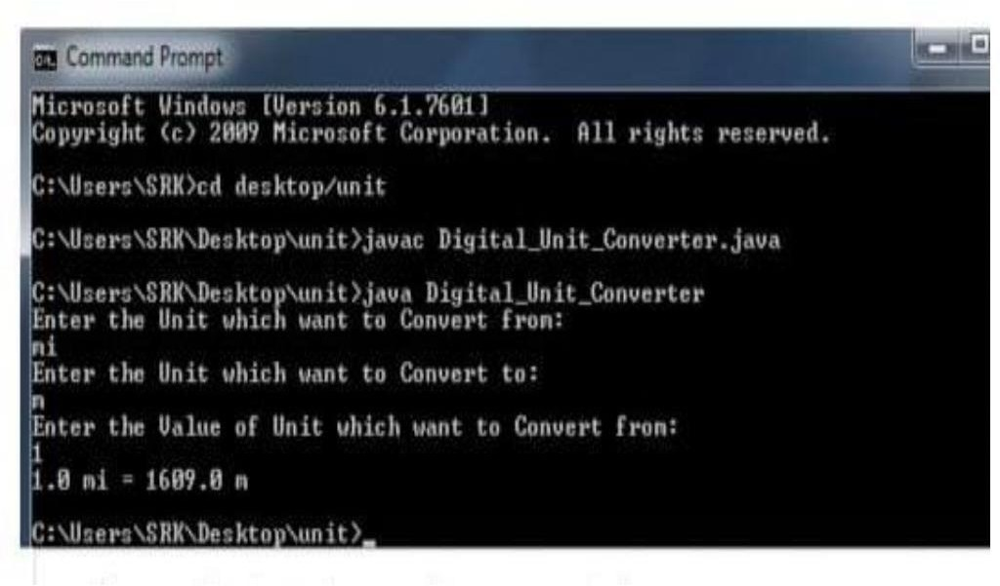 Command Prompt
Microsoft Windows [Version 6.1.7601]
Copyright (c) 2009 Microsoft Corporation.  All rights reserved.
C:\Users\SRK>cd desktop/unit
C:\Users\SRK\Desktop\unit>javac Digital_Unit_Converter.java
C:\Users\SRK\Desktop\unit>java Digital_Unit_Converter
Enter the Unit which want to Convert from:
mi
Enter the Unit which want to Convert to:
m
Enter the Value of Unit which want to Convert from:
1
1.0 mi = 1609.0 m
C:\Users\SRK\Desktop\unit>_